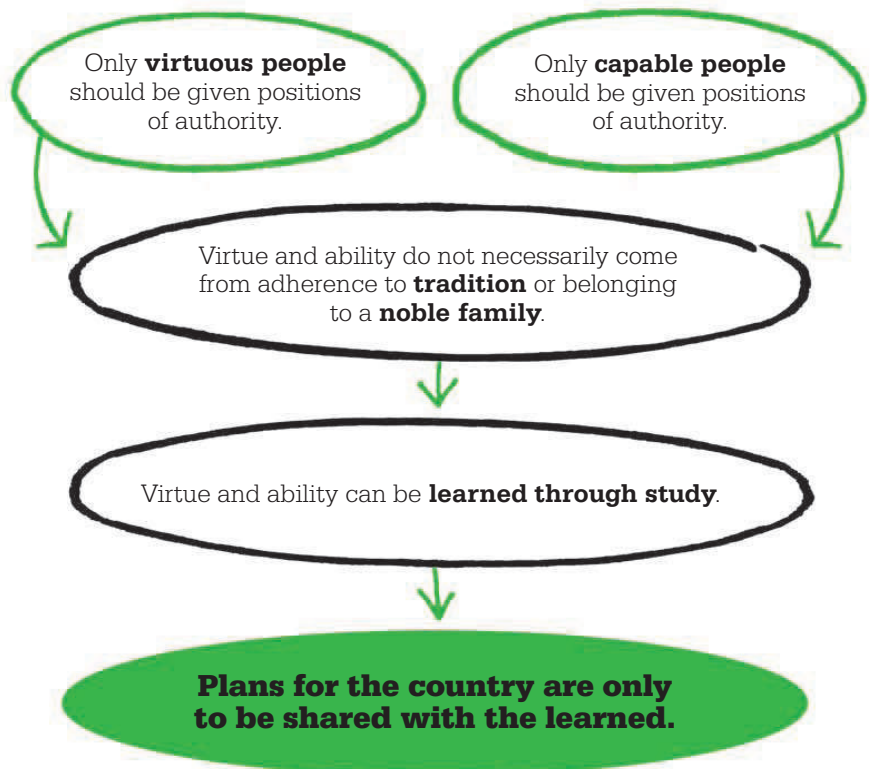 Only virtuous people
should be given positions
of authority.
Only capable people
should be given positions
of authority.
Virtue and ability do not necessarily come
from adherence to tradition or belonging
to a noble family.
Virtue and ability can be learned through study.
Plans for the country are only
to be shared with the learned.